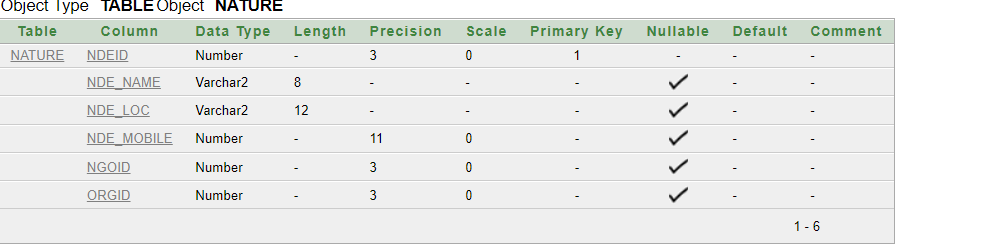 Object Type TABLE Object NATURE
Table Column Data Type Length Precision Scale Primary Key Nullable Default Comment
NATURE NDEID Number - 3 0 1 - - -
NDE_NAME Varchar2 8 - - - - -
NDE_LOC Varchar2 12 - - - - -
NDE_MOBILE Number - 11 0 - - -
NGOID Number - 3 0 - - -
ORGID Number - 3 0 - - -
1 - 6